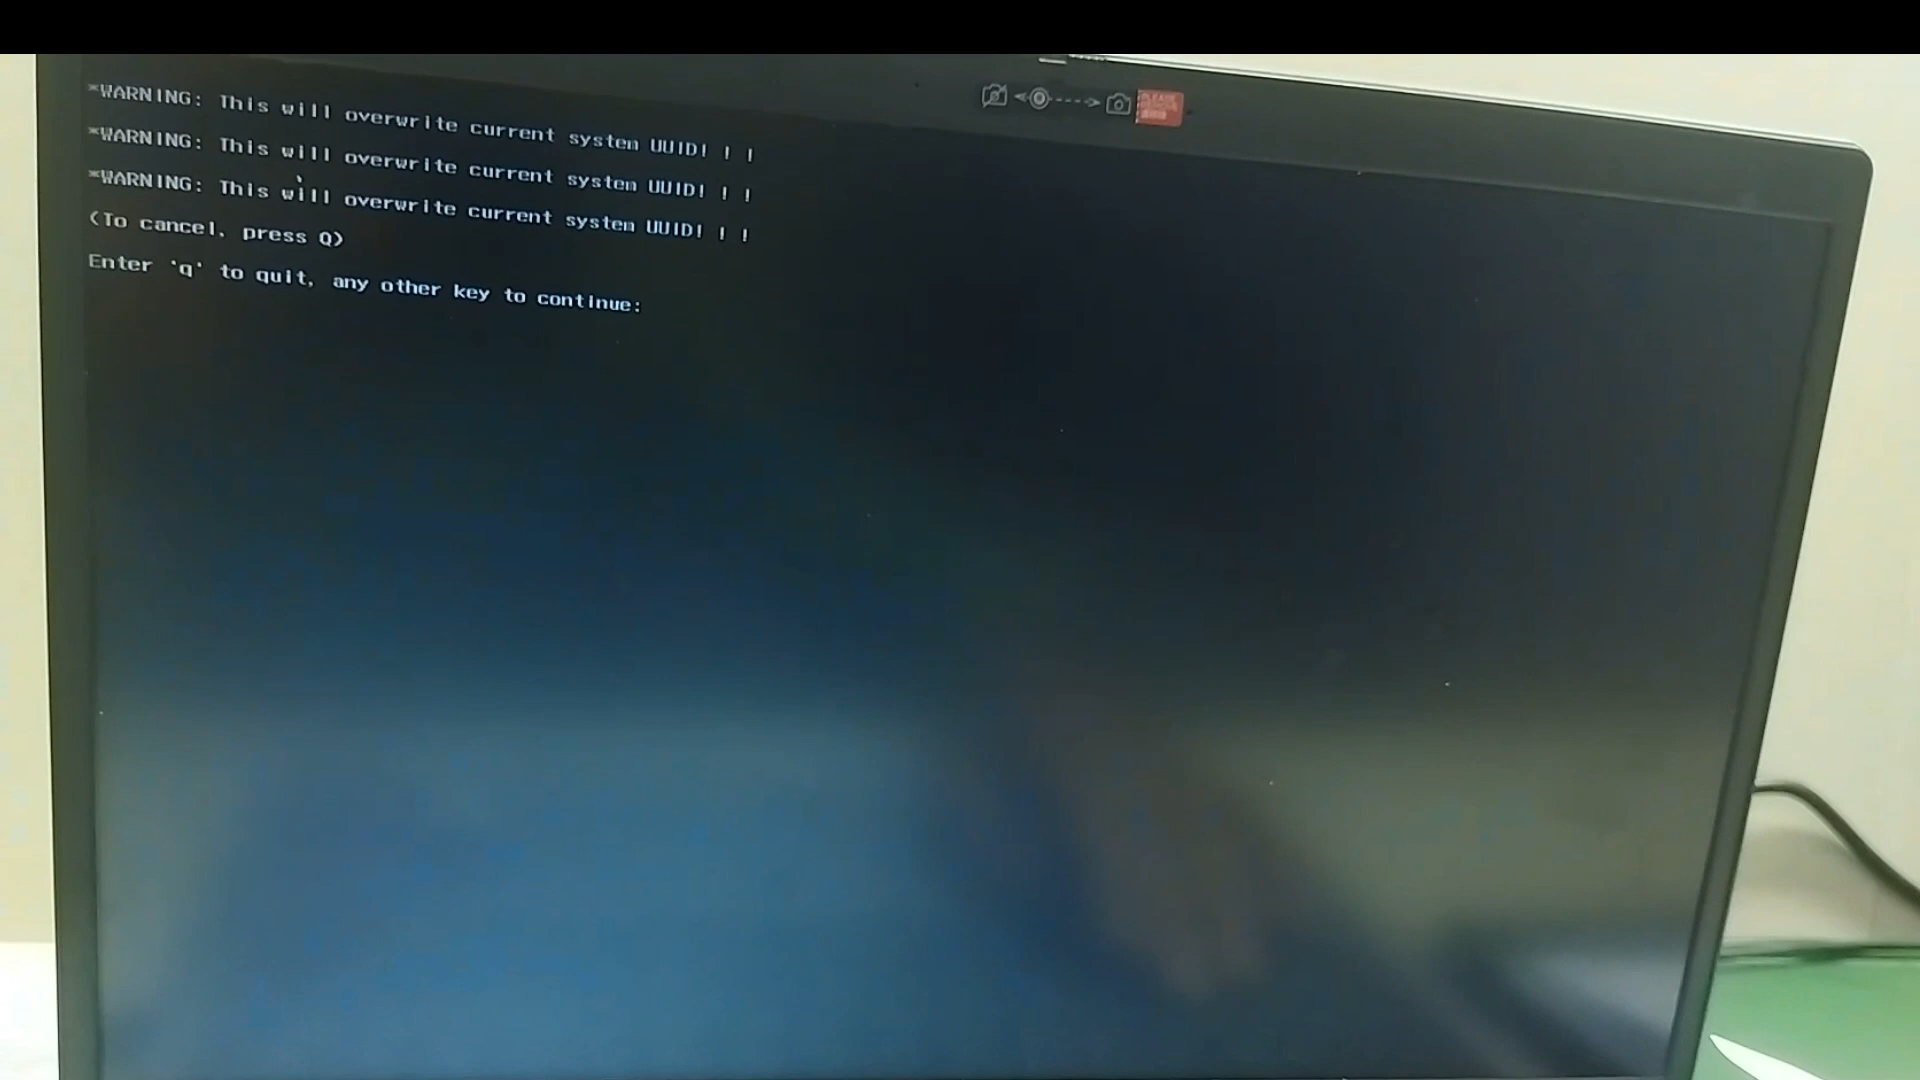 *WARNING: This will overwrite current system UUID! ! !
*WARNING: This will overwrite current system UUID! ! !
*WARNING: This will overwrite current system UUID! ! !
(To cancel, press Q)
Enter 'q' to quit, any other key to continue: